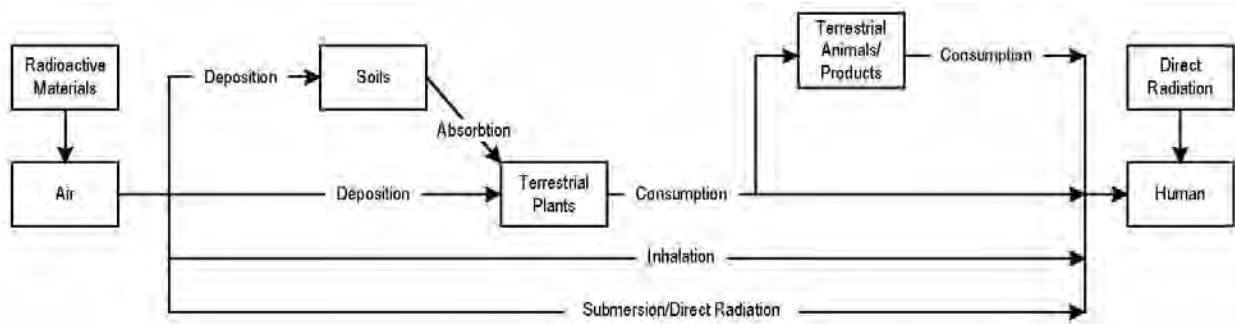 Radioactive
Materials
Air
Deposition
Soils
Absorbtion
Deposition
Terrestrial
Plants
Consumption
Terrestrial
Animals/
Products
Consumption
Inhalation
Submersion/Direct Radiation
Direct
Radiation
Human